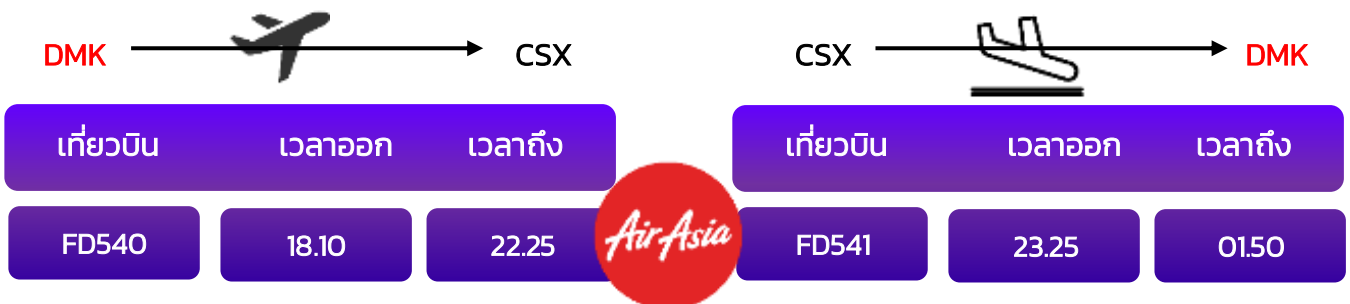 DMK CSX CSX DMK
เที่ยวบิน เวลาออก เวลาถึง เที่ยวบิน เวลาออก เวลาถึง
FD540 18.10 22.25 AirAsia FD541 23.25 01.50